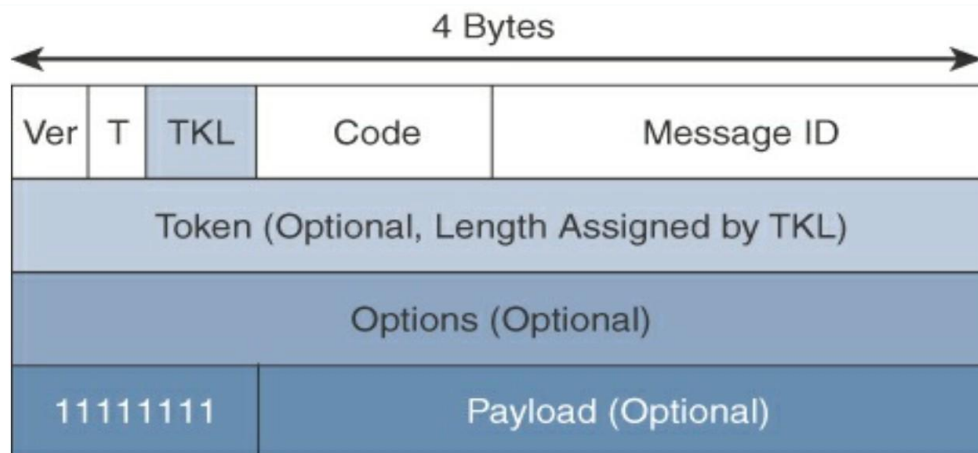 4 Bytes
Ver T TKL Code Message ID
Token (Optional, Length Assigned by TKL)
Options (Optional)
11111111 Payload (Optional)